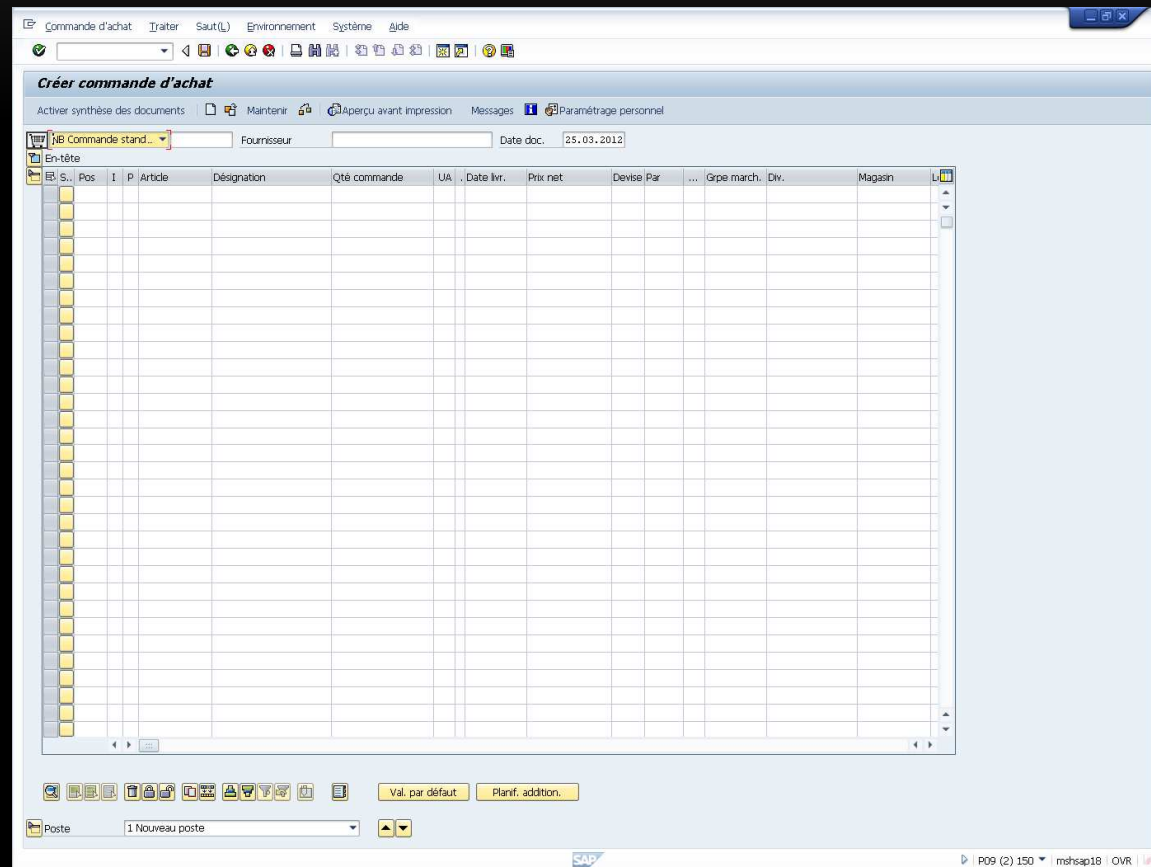 Commande d'achat Traiter Saut(L) Environnement Système Aide
Créer commande d'achat
Activer synthèse des documents Maintenir Aperçu avant impression Messages Paramétrage personnel
NB Commande stand... Fournisseur Date doc. 25.03.2012
En-tête
S.. Pos I P Article Désignation Qté commande UA . Date livr. Prix net Devise Par ... Grpe march. Div. Magasin
Val. par défaut Planif. addition.
Poste 1 Nouveau poste
SAP P09 (2) 150 mshsap18 OVR